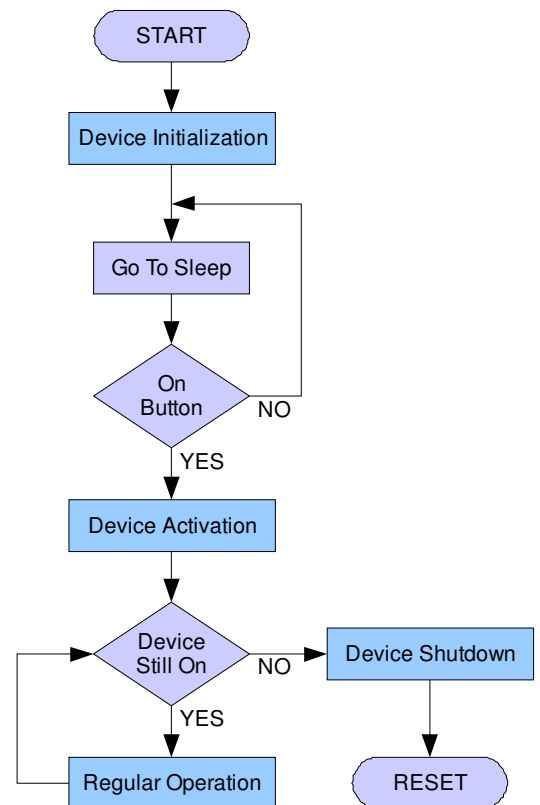 START
Device Initialization
Go To Sleep
On
Button
NO
YES
Device Activation
Device
Still On
NO
Device Shutdown
YES
Regular Operation
RESET